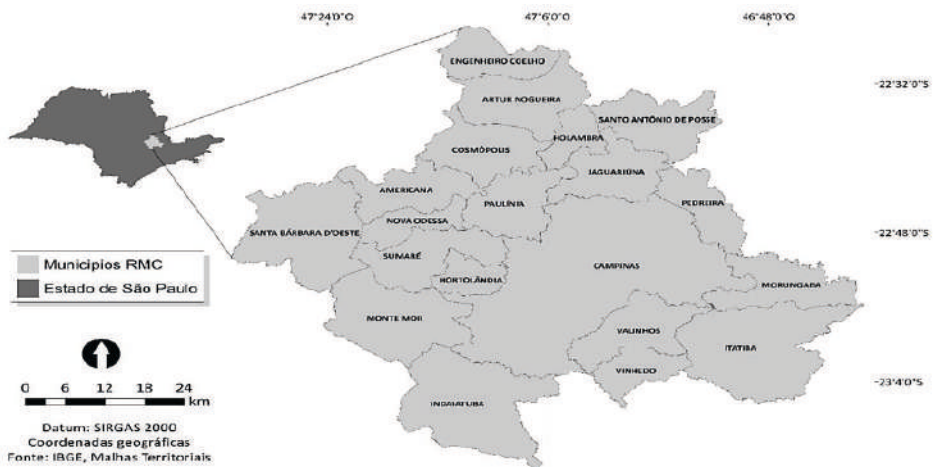 47°24'0"O
47°6'0"O
46°48'0"O
ENGENHEIRO COELHO
22°32'0"S
ARTUR NOGUEIRA
SANTO ANTÔNIO DE POSSE
HOLAMBRA
COSMÓPOLIS
JAGUARIÚNA
AMERICANA
PAULÍNIA
PEDREIRA
NOVA ODESSA
SANTA BÁRBARA D'OESTE
22°48'0"S
SUMARÉ
CAMPINAS
HORTOLÂNDIA
MORUNGABA
MONTE MOR
VALINHOS
ITATIBA
VINHEDO
23°4'0"S
INDAIATUBA
Municípios RMC
Estado de São Paulo
0 6 12 18 24
km
Datum: SIRGAS 2000
Coordenadas geográficas
Fonte: IBGE, Malhas Territoriais